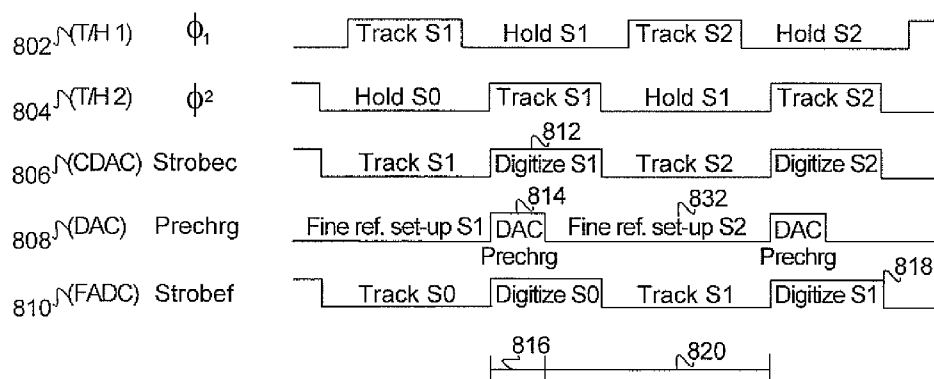 802 (T/H 1) ϕ1 Track S1 Hold S1 Track S2 Hold S2
804 (T/H 2) ϕ2 Hold S0 Track S1 Hold S1 Track S2
812
806 (CDAC) Strobec Track S1 Digitize S1 Track S2 Digitize S2
814 832
808 (DAC) Prechrg Fine ref. set-up S1 DAC Fine ref. set-up S2 DAC
Prechrg Prechrg 818
810 (FADC) Strobef Track S0 Digitize S0 Track S1 Digitize S1
816 820